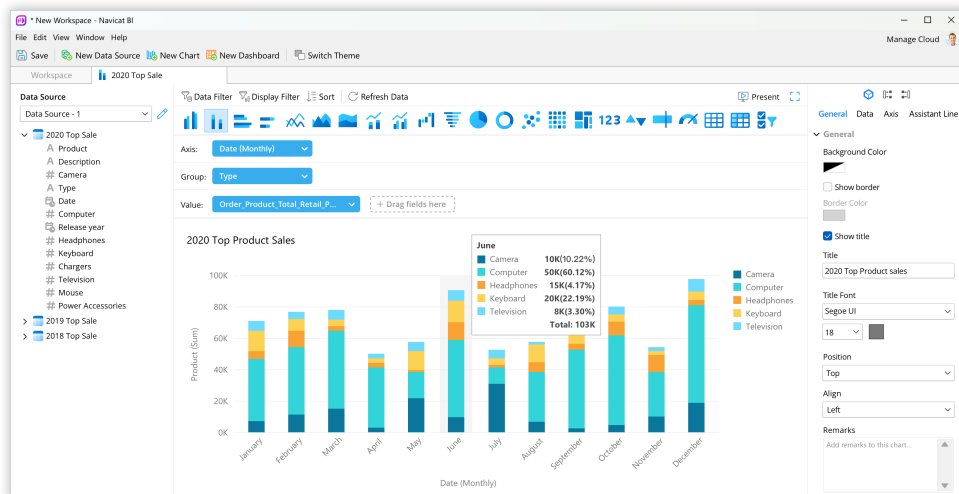 * New Workspace - Navicat BI
File Edit View Window Help
Manage Cloud
Save New Data Source New Chart New Dashboard Switch Theme
Workspace 2020 Top Sale
Data Source
Data Source - 1
2020 Top Sale
Product
Description
Camera
Type
Date
Computer
Release year
Headphones
Keyboard
Chargers
Television
Mouse
Power Accessories
2019 Top Sale
2018 Top Sale
Data Filter Display Filter Sort Refresh Data Present
123
Axis: Date (Monthly)
Group: Type
Value: Order_Product_Total_Retail_P... + Drag fields here
2020 Top Product Sales
June
Camera 10K(10.22%)
Computer 50K(60.12%)
Headphones 15K(4.17%)
Keyboard 20K(22.19%)
Television 8K(3.30%)
Total: 103K
Camera
Computer
Headphones
Keyboard
Television
Product (Sum)
100K
80K
60K
40K
20K
0K
January February March April May June July August September October November December
Date (Monthly)
General Data Axis Assistant Line
General
Background Color
Show border
Border Color
Show title
Title
2020 Top Product sales
Title Font
Segoe UI
18
Position
Top
Align
Left
Remarks
Add remarks to this chart...